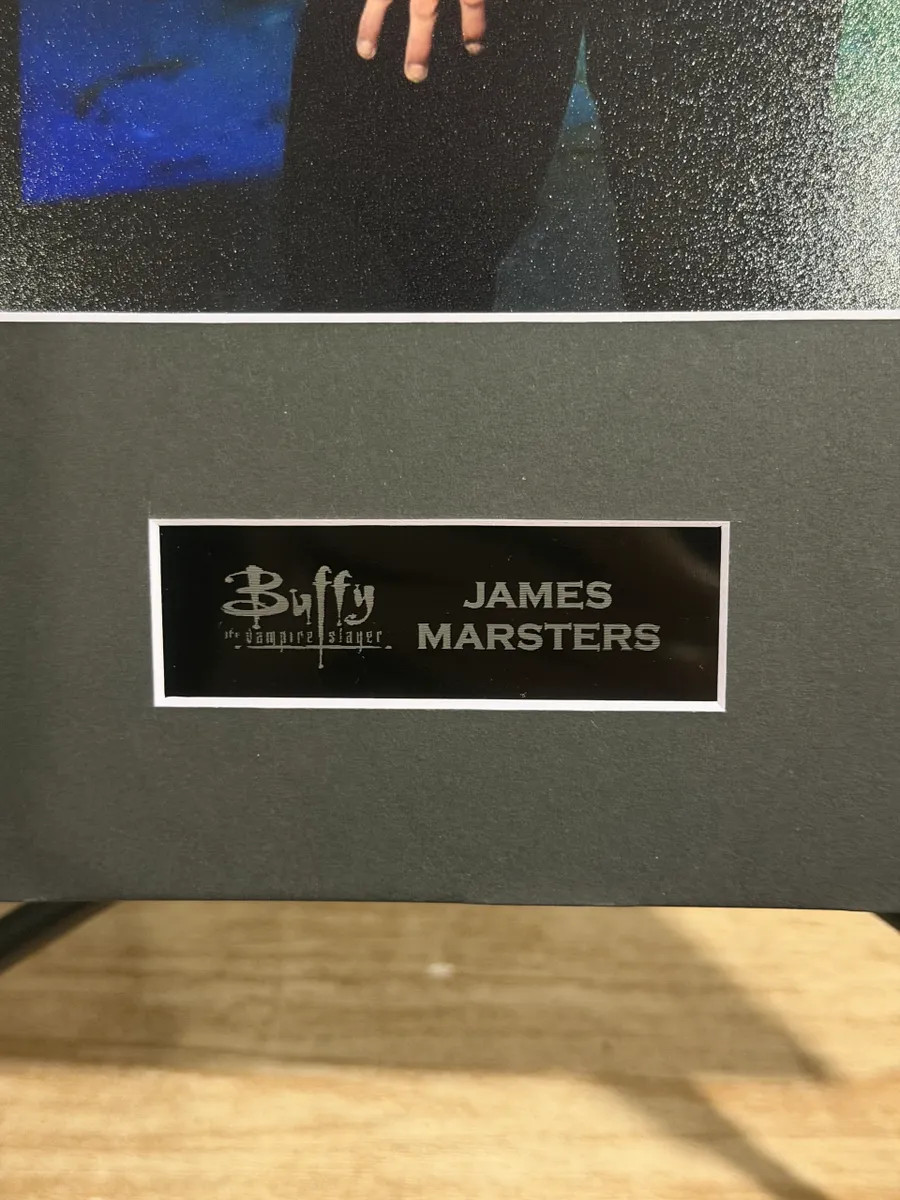 Buffy
the vampire slayer
JAMES
MARSTERS